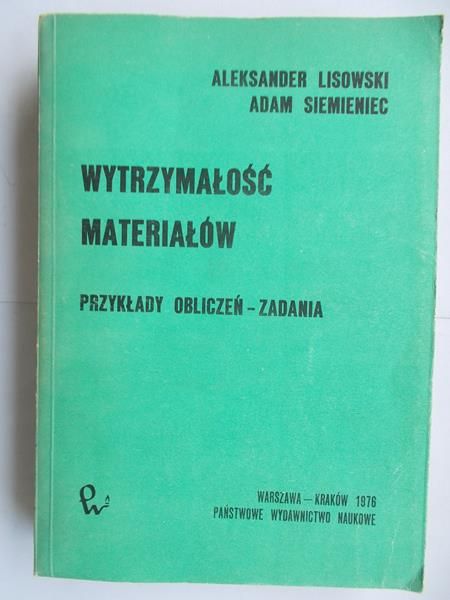 ALEKSANDER LISOWSKI
ADAM SIEMIENIEC
WYTRZYMAŁOŚĆ
MATERIAŁÓW
PRZYKŁADY OBLICZEŃ – ZADANIA
WARSZAWA — KRAKÓW 1976
PAŃSTWOWE WYDAWNICTWO NAUKOWE